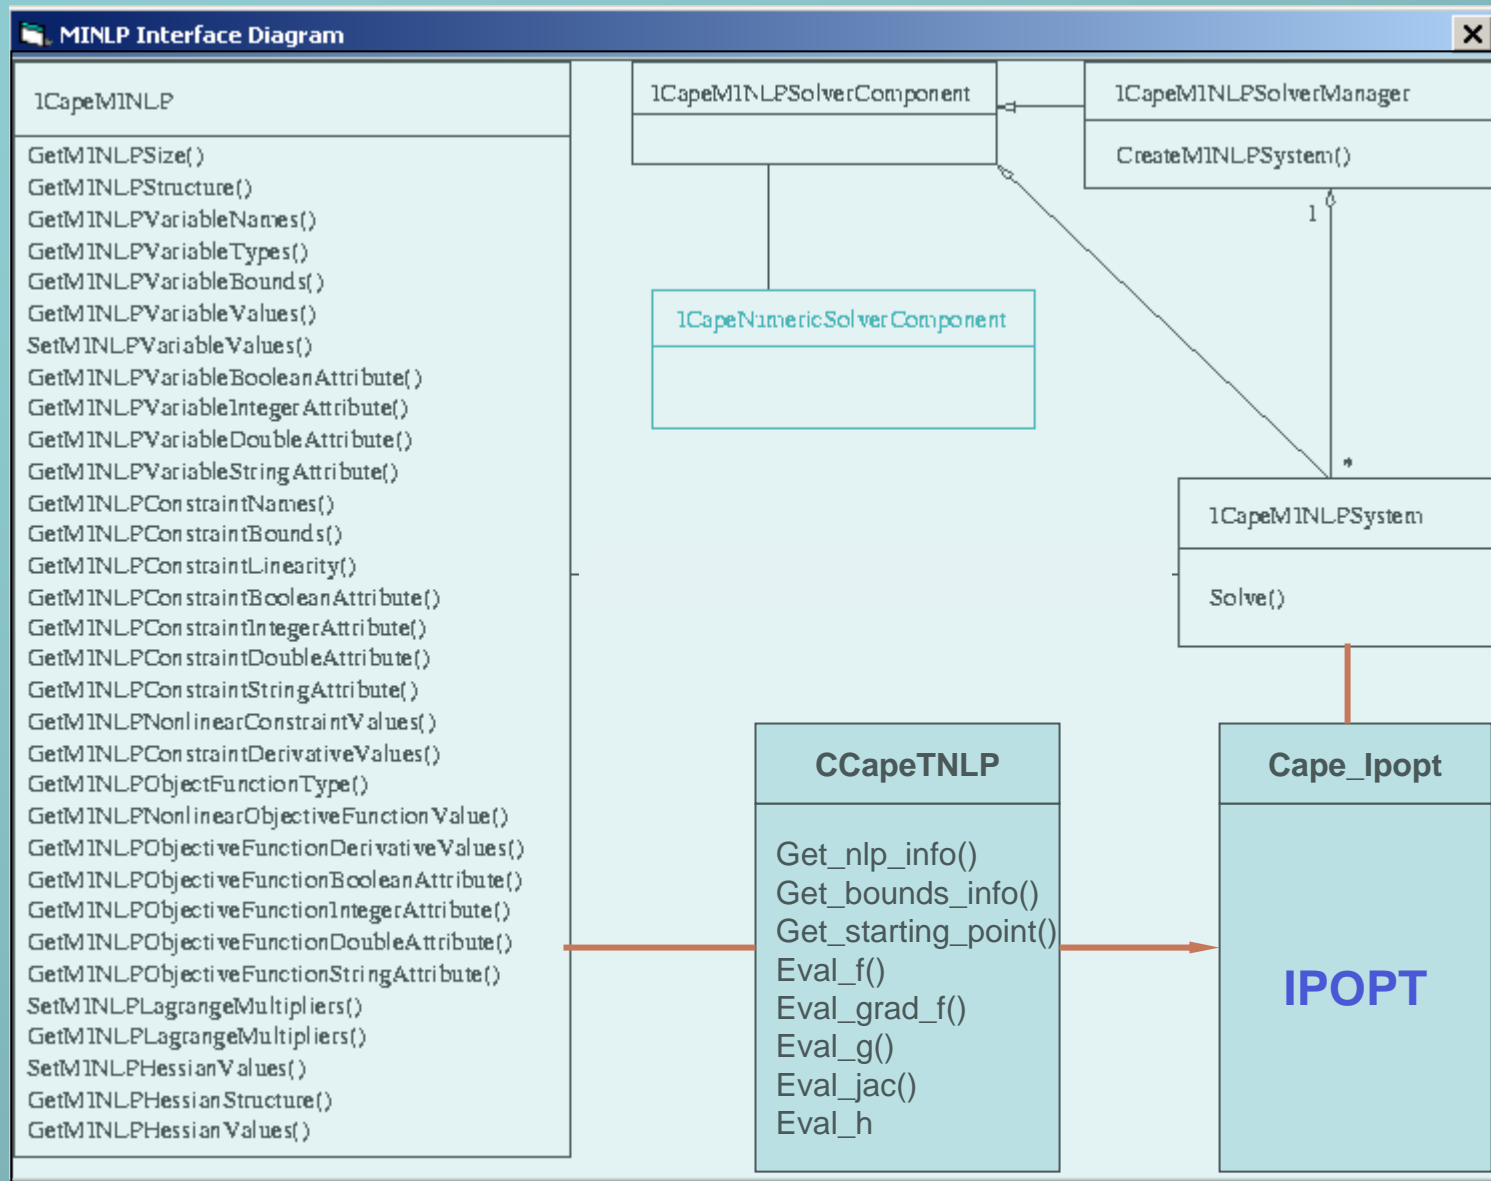 MINLP Interface Diagram
ICapeMINLP
GetMINLPSize()
GetMINLPStructure()
GetMINLPVariableNames()
GetMINLPVariableTypes()
GetMINLPVariableBounds()
GetMINLPVariableValues()
SetMINLPVariableValues()
GetMINLPVariableBooleanAttribute()
GetMINLPVariableIntegerAttribute()
GetMINLPVariableDoubleAttribute()
GetMINLPVariableStringAttribute()
GetMINLPConstraintNames()
GetMINLPConstraintBounds()
GetMINLPConstraintLinearity()
GetMINLPConstraintBooleanAttribute()
GetMINLPConstraintIntegerAttribute()
GetMINLPConstraintDoubleAttribute()
GetMINLPConstraintStringAttribute()
GetMINLPNonlinearConstraintValues()
GetMINLPConstraintDerivativeValues()
GetMINLPObjectFunctionType()
GetMINLPNonlinearObjectiveFunctionValue()
GetMINLPObjectiveFunctionDerivativeValues()
GetMINLPObjectiveFunctionBooleanAttribute()
GetMINLPObjectiveFunctionIntegerAttribute()
GetMINLPObjectiveFunctionDoubleAttribute()
GetMINLPObjectiveFunctionStringAttribute()
SetMINLPLagrangeMultipliers()
GetMINLPLagrangeMultipliers()
SetMINLPHessianValues()
GetMINLPHessianStructure()
GetMINLPHessianValues()
ICapeMINLPSolverComponent
ICapeMINLPSolverManager
CreateMINLPSystem()
1
ICapeNumericSolverComponent
*
ICapeMINLPSystem
Solve()
CCapeTNLP
Get_nlp_info()
Get_bounds_info()
Get_starting_point()
Eval_f()
Eval_grad_f()
Eval_g()
Eval_jac()
Eval_h
Cape_Ipopt
IPOPT